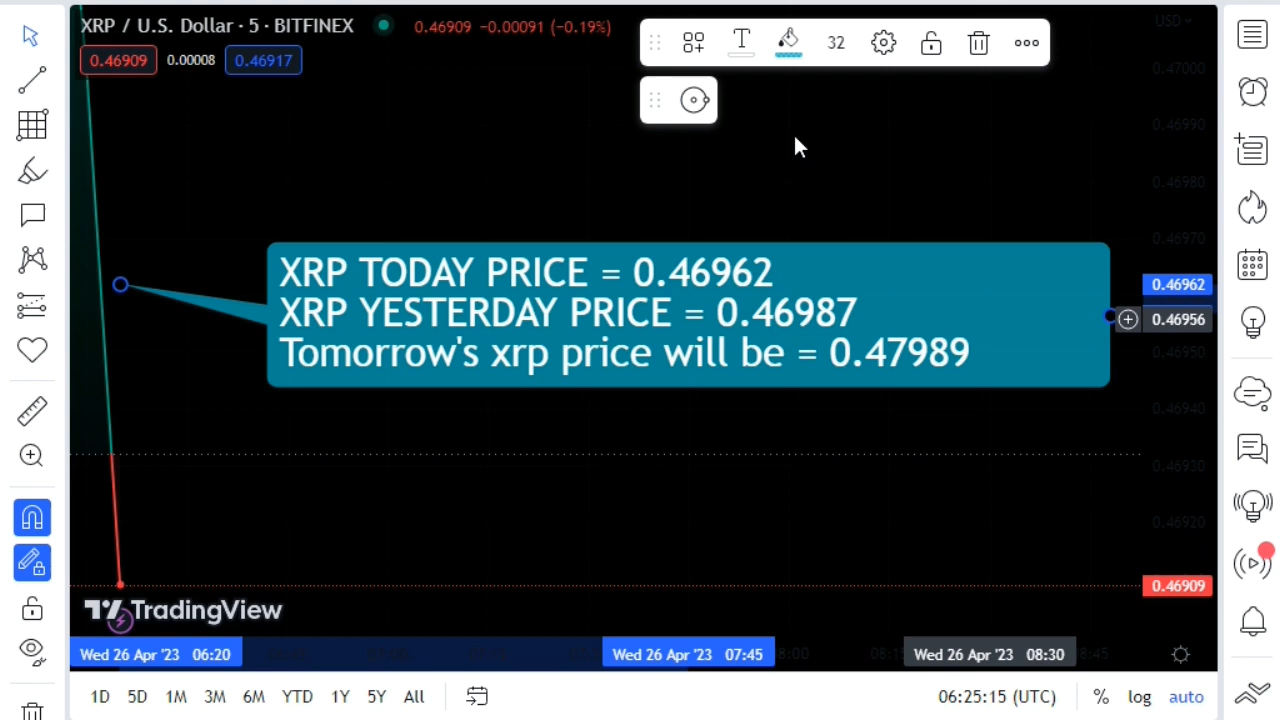 XRP / U.S. Dollar · 5 · BITFINEX
0.46909 −0.00091 (−0.19%)
USD
0.46909 0.00008 0.46917
32
0.47000
0.46990
0.46980
0.46970
XRP TODAY PRICE = 0.46962
XRP YESTERDAY PRICE = 0.46987
Tomorrow's xrp price will be = 0.47989
0.46962
0.46956
0.46950
0.46940
0.46930
0.46920
0.46909
TradingView
Wed 26 Apr '23 06:20
Wed 26 Apr '23 07:45
Wed 26 Apr '23 08:30
1D 5D 1M 3M 6M YTD 1Y 5Y All
06:25:15 (UTC) % log auto